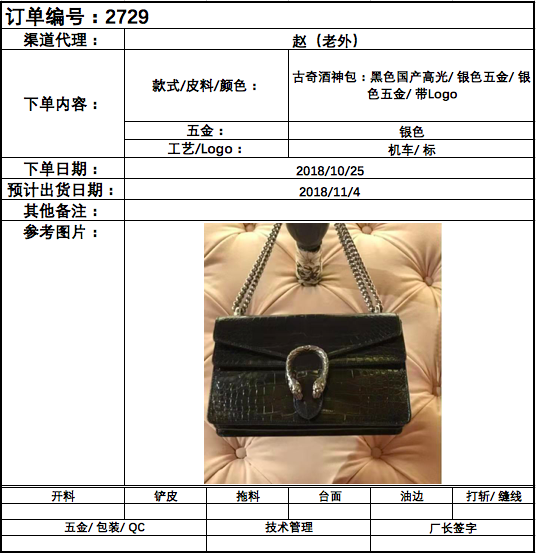 订单编号：2729
渠道代理：
赵（老外）
下单内容：
款式/皮料/颜色：
古奇酒神包：黑色国产高光/ 银色五金/ 银
色五金/ 带Logo
五金：
银色
工艺/Logo：
机车/ 标
下单日期：
2018/10/25
预计出货日期：
2018/11/4
其他备注：
参考图片：
开料
铲皮
拖料
台面
油边
打斩/ 缝线
五金/ 包装/ QC
技术管理
厂长签字